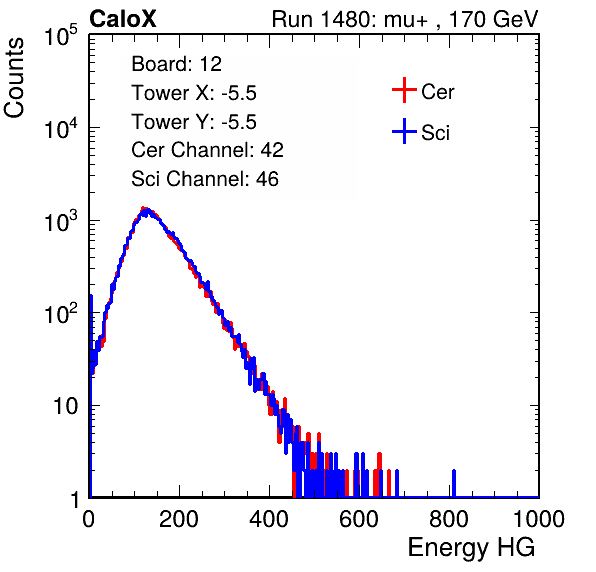 CaloX Run 1480: mu+ , 170 GeV
Counts
Board: 12
Tower X: -5.5
Tower Y: -5.5
Cer Channel: 42
Sci Channel: 46
Cer
Sci
10^5
10^4
10^3
10^2
10
1
0 200 400 600 800 1000
Energy HG